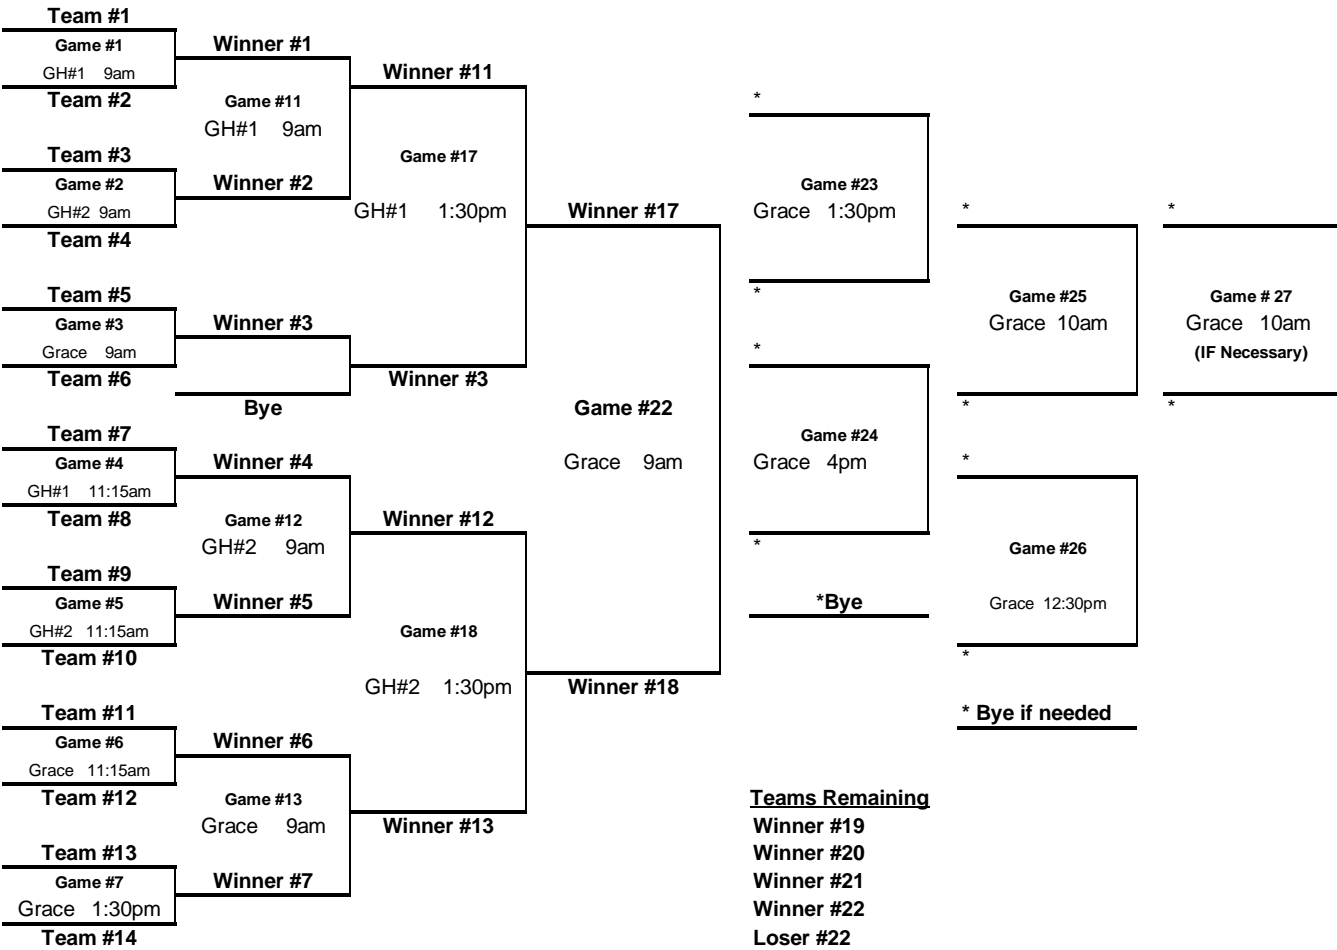 Team #1
Game #1
GH#1 9am
Team #2
Team #3
Game #2
GH#2 9am
Team #4
Team #5
Game #3
Grace 9am
Team #6
Team #7
Game #4
GH#1 11:15am
Team #8
Team #9
Game #5
GH#2 11:15am
Team #10
Team #11
Game #6
Grace 11:15am
Team #12
Team #13
Game #7
Grace 1:30pm
Team #14
Winner #1
Game #11
GH#1 9am
Winner #2
Winner #3
Bye
Winner #4
Game #12
GH#2 9am
Winner #5
Winner #6
Game #13
Grace 9am
Winner #7
Winner #11
Game #17
GH#1 1:30pm
Winner #3
Winner #12
Game #18
GH#2 1:30pm
Winner #13
Winner #17
Game #22
Grace 9am
Winner #18
*
Game #23
Grace 1:30pm
*
*
Game #24
Grace 4pm
*
*Bye
*
Game #25
Grace 10am
*
*
Game #26
Grace 12:30pm
*
* Bye if needed
*
Game # 27
Grace 10am
(IF Necessary)
*
Teams Remaining
Winner #19
Winner #20
Winner #21
Winner #22
Loser #22